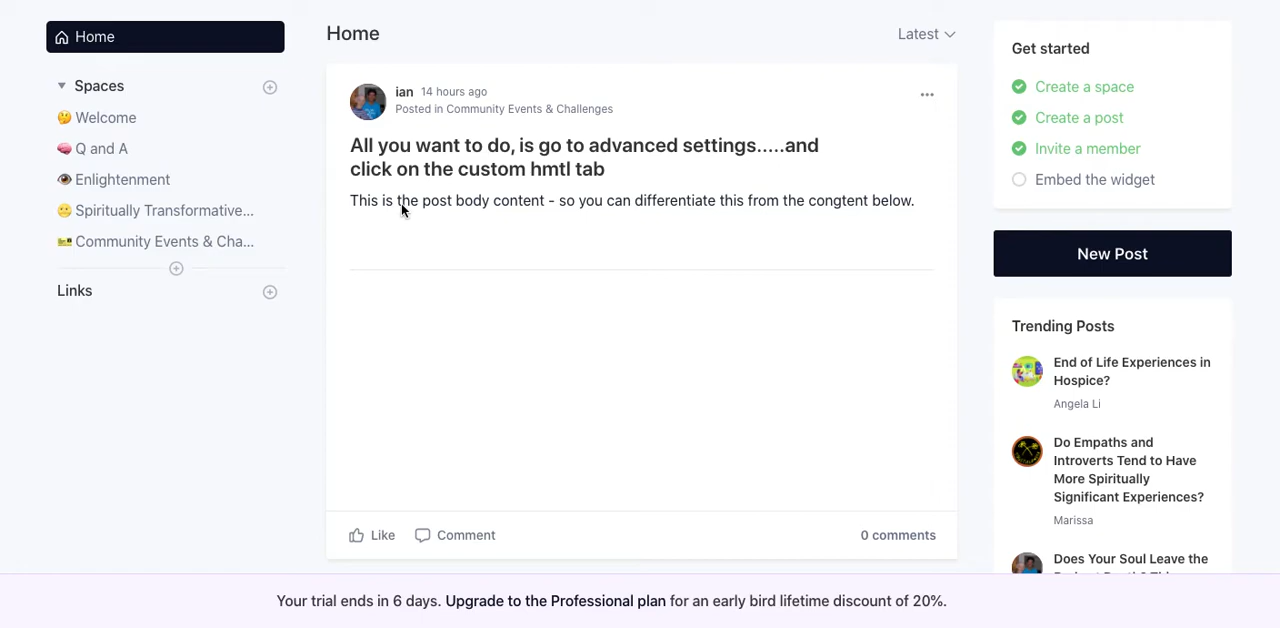 Home
Spaces
Welcome
Q and A
Enlightenment
Spiritually Transformative...
Community Events & Cha...
Links
Home
Latest
ian 14 hours ago
Posted in Community Events & Challenges
All you want to do, is go to advanced settings.....and
click on the custom hmtl tab
This is the post body content - so you can differentiate this from the congtent below.
Like
Comment
0 comments
Get started
Create a space
Create a post
Invite a member
Embed the widget
New Post
Trending Posts
End of Life Experiences in
Hospice?
Angela Li
Do Empaths and
Introverts Tend to Have
More Spiritually
Significant Experiences?
Marissa
Does Your Soul Leave the
Your trial ends in 6 days. Upgrade to the Professional plan for an early bird lifetime discount of 20%.